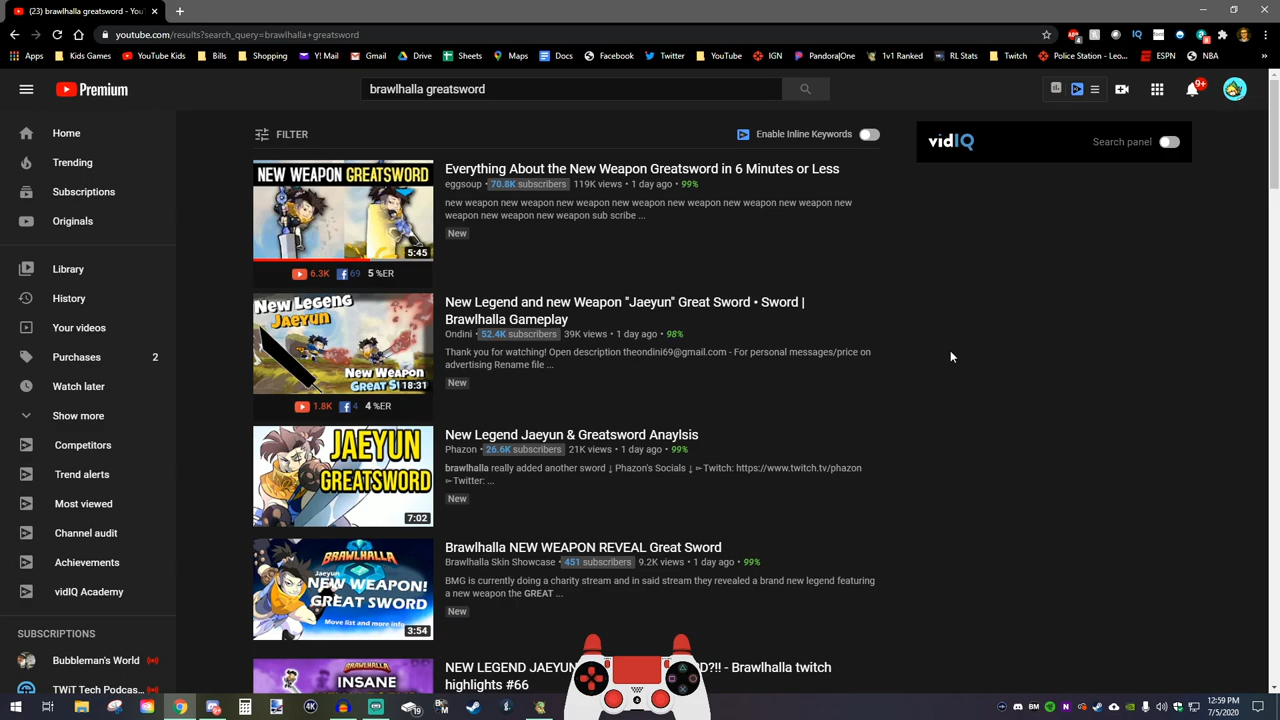 (23) brawlhalla greatsword - You
youtube.com/results?search_query=brawlhalla+greatsword
Apps Kids Games YouTube Kids Bills Shopping Y! Mail Gmail Drive Sheets Maps Docs Facebook Twitter YouTube IGN Pandora|One 1v1 Ranked RL Stats Twitch Police Station - Leo... ESPN NBA »
Premium
brawlhalla greatsword
9+
Home
Trending
Subscriptions
Originals
Library
History
Your videos
Purchases 2
Watch later
Show more
Competitors
Trend alerts
Most viewed
Channel audit
Achievements
vidIQ Academy
SUBSCRIPTIONS
Bubbleman's World
TWiT Tech Podcas...
FILTER
Enable Inline Keywords
vidIQ
Search panel
NEW WEAPON GREATSWORD
5:45
6.3K 69 5 %ER
Everything About the New Weapon Greatsword in 6 Minutes or Less
eggsoup • 70.8K subscribers 119K views • 1 day ago • 99%
new weapon new weapon new weapon new weapon new weapon new weapon new weapon new
weapon new weapon new weapon sub scribe ...
New
New Legeng
Jaeyun
New Weapon
Great S
18:31
1.8K 4 4 %ER
New Legend and new Weapon "Jaeyun" Great Sword • Sword |
Brawlhalla Gameplay
Ondini • 52.4K subscribers • 39K views • 1 day ago • 98%
Thank you for watching! Open description theondini69@gmail.com - For personal messages/price on
advertising Rename file ...
New
JAEYUN
GREATSWORD
7:02
New Legend Jaeyun & Greatsword Anaylsis
Phazon • 26.6K subscribers • 21K views • 1 day ago • 99%
brawlhalla really added another sword ↓ Phazon's Socials ↓ ➳Twitch: https://www.twitch.tv/phazon
➳Twitter: ...
New
BRAWLHALLA
Jaeyun
NEW WEAPON!
GREAT SWORD
Move list and more info
3:54
Brawlhalla NEW WEAPON REVEAL Great Sword
Brawlhalla Skin Showcase • 451 subscribers • 9.2K views • 1 day ago • 99%
BMG is currently doing a charity stream and in said stream they revealed a brand new legend featuring
a new weapon the GREAT ...
New
BRAWLHALLA
INSANE
NEW LEGEND JAEYUN D?!! - Brawlhalla twitch
highlights #66
4K
19
12:59 PM
7/5/2020